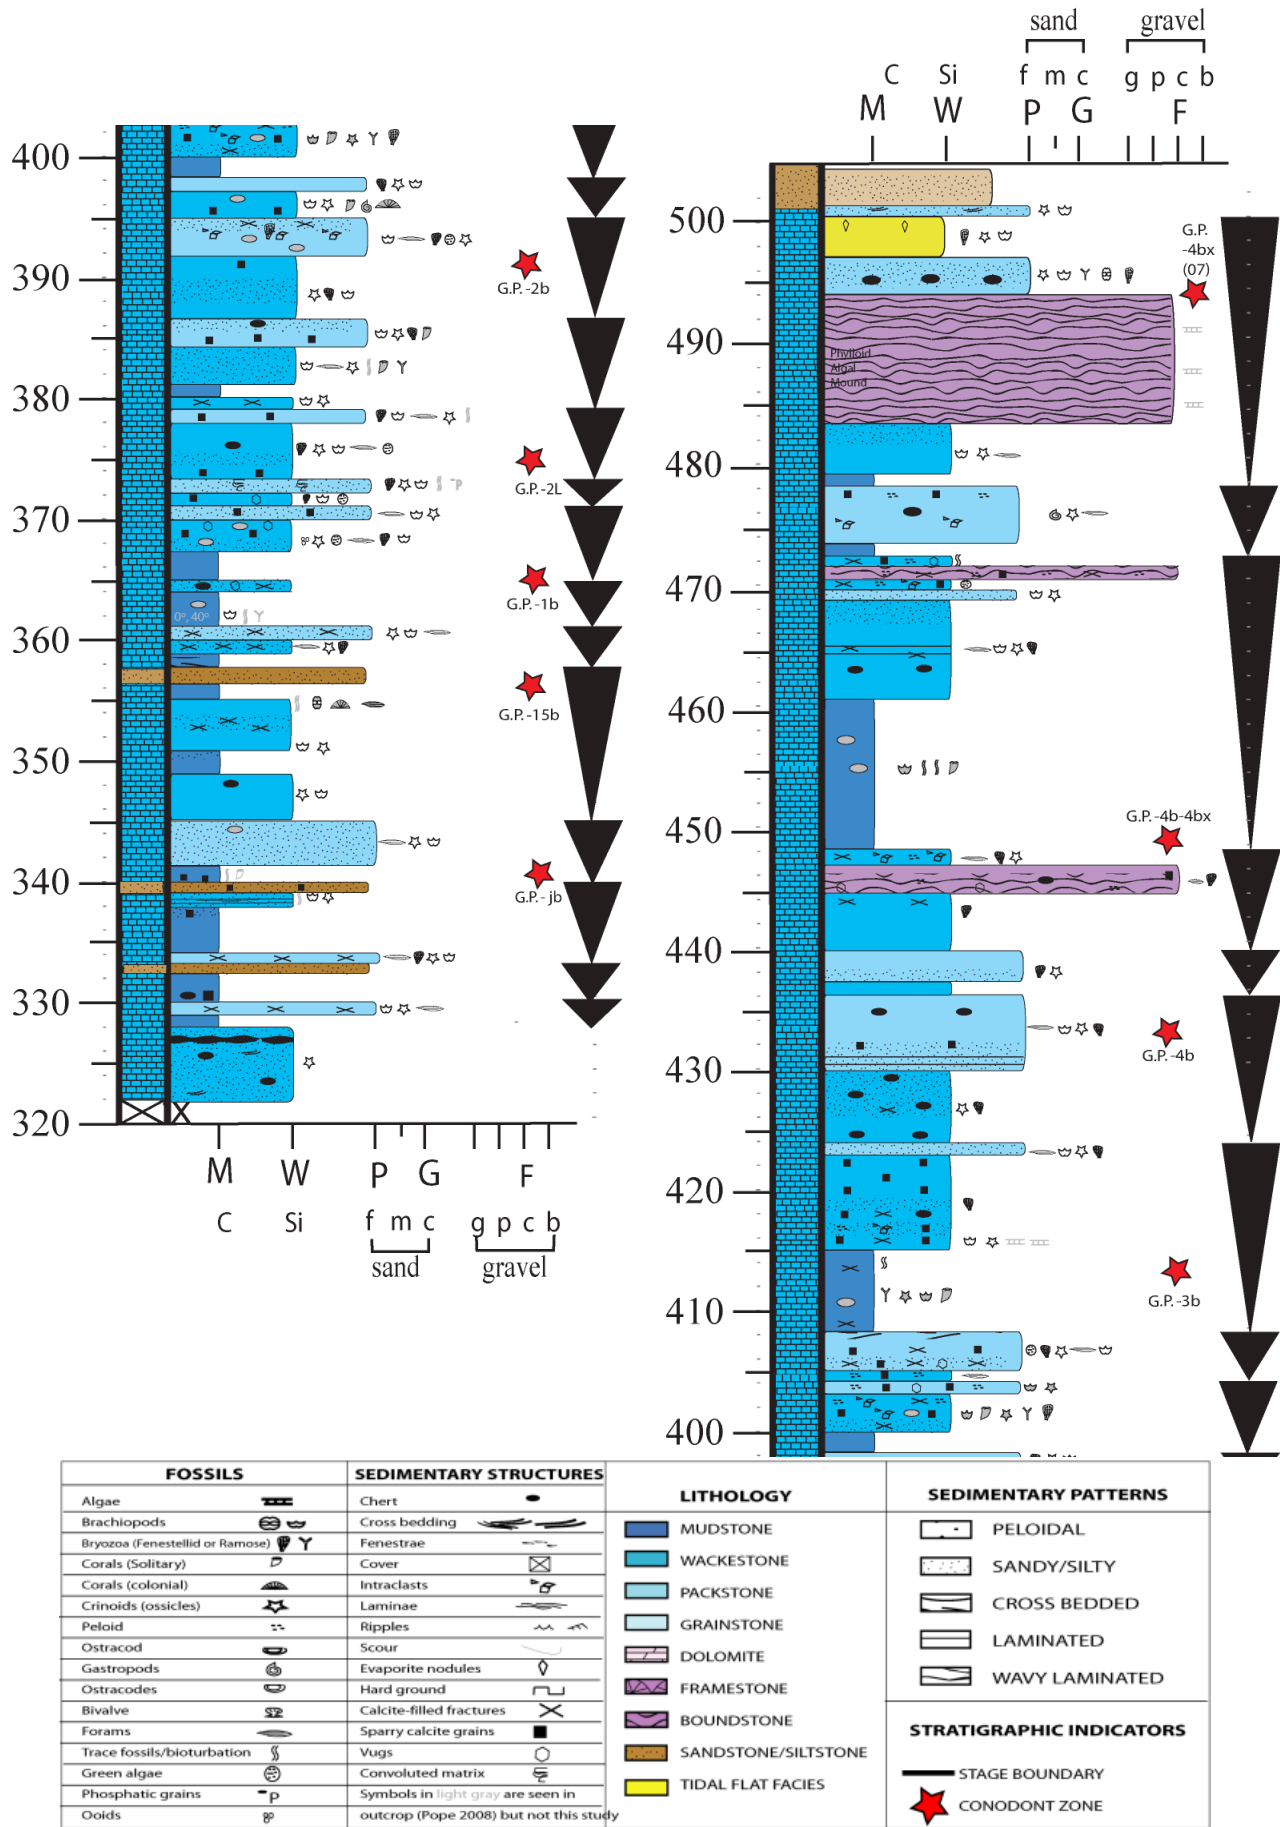 sand
gravel
C Si f m c g p c b
M W P G F
400
390
380
370
360
350
340
330
320
G.P.-2b
G.P.-2L
G.P.-1b
0°, 40°
G.P.-15b
G.P.-jb
M W P G F
C Si f m c g p c b
sand
gravel
500
490
480
470
460
450
440
430
420
410
400
G.P.
-4bx
(07)
Phylloid
Algal
Mound
G.P.-4b-4bx
G.P.-4b
G.P.-3b
FOSSILS
Algae
Brachiopods
Bryozoa (Fenestellid or Ramose)
Corals (Solitary)
Corals (colonial)
Crinoids (ossicles)
Peloid
Ostracod
Gastropods
Ostracodes
Bivalve
Forams
Trace fossils/bioturbation
Green algae
Phosphatic grains P
Ooids
SEDIMENTARY STRUCTURES
Chert
Cross bedding
Fenestrae
Cover
Intraclasts
Laminae
Ripples
Scour
Evaporite nodules
Hard ground
Calcite-filled fractures
Sparry calcite grains
Vugs
Convoluted matrix
Symbols in light gray are seen in
outcrop (Pope 2008) but not this study
LITHOLOGY
MUDSTONE
WACKESTONE
PACKSTONE
GRAINSTONE
DOLOMITE
FRAMESTONE
BOUNDSTONE
SANDSTONE/SILTSTONE
TIDAL FLAT FACIES
SEDIMENTARY PATTERNS
PELOIDAL
SANDY/SILTY
CROSS BEDDED
LAMINATED
WAVY LAMINATED
STRATIGRAPHIC INDICATORS
STAGE BOUNDARY
CONODONT ZONE